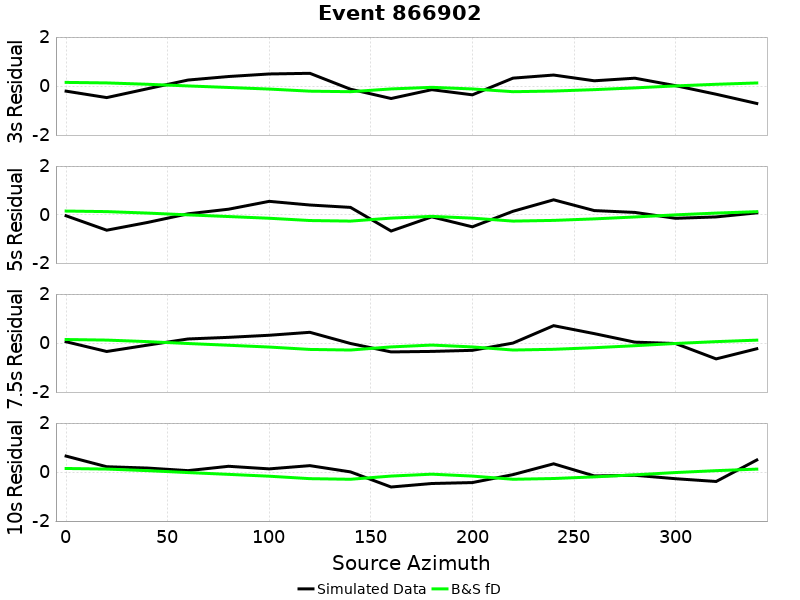 Event 866902
3s Residual
2
0
-2
5s Residual
2
0
-2
7.5s Residual
2
0
-2
10s Residual
2
0
-2
0 50 100 150 200 250 300
Source Azimuth
Simulated Data B&S fD